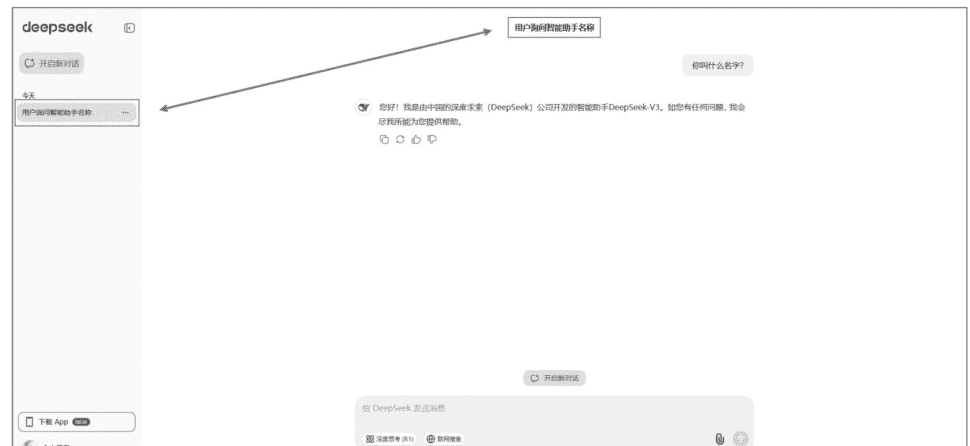 deepseek
用户询问智能助手名称
开启新对话
你叫什么名字?
今天
用户询问智能助手名称 ...
您好！我是由中国的深度求索（DeepSeek）公司开发的智能助手DeepSeek-V3。如您有任何问题，我会
尽我所能为您提供帮助。
开启新对话
给 DeepSeek 发送消息
下载 App NEW
深度思考 (R1) 联网搜索